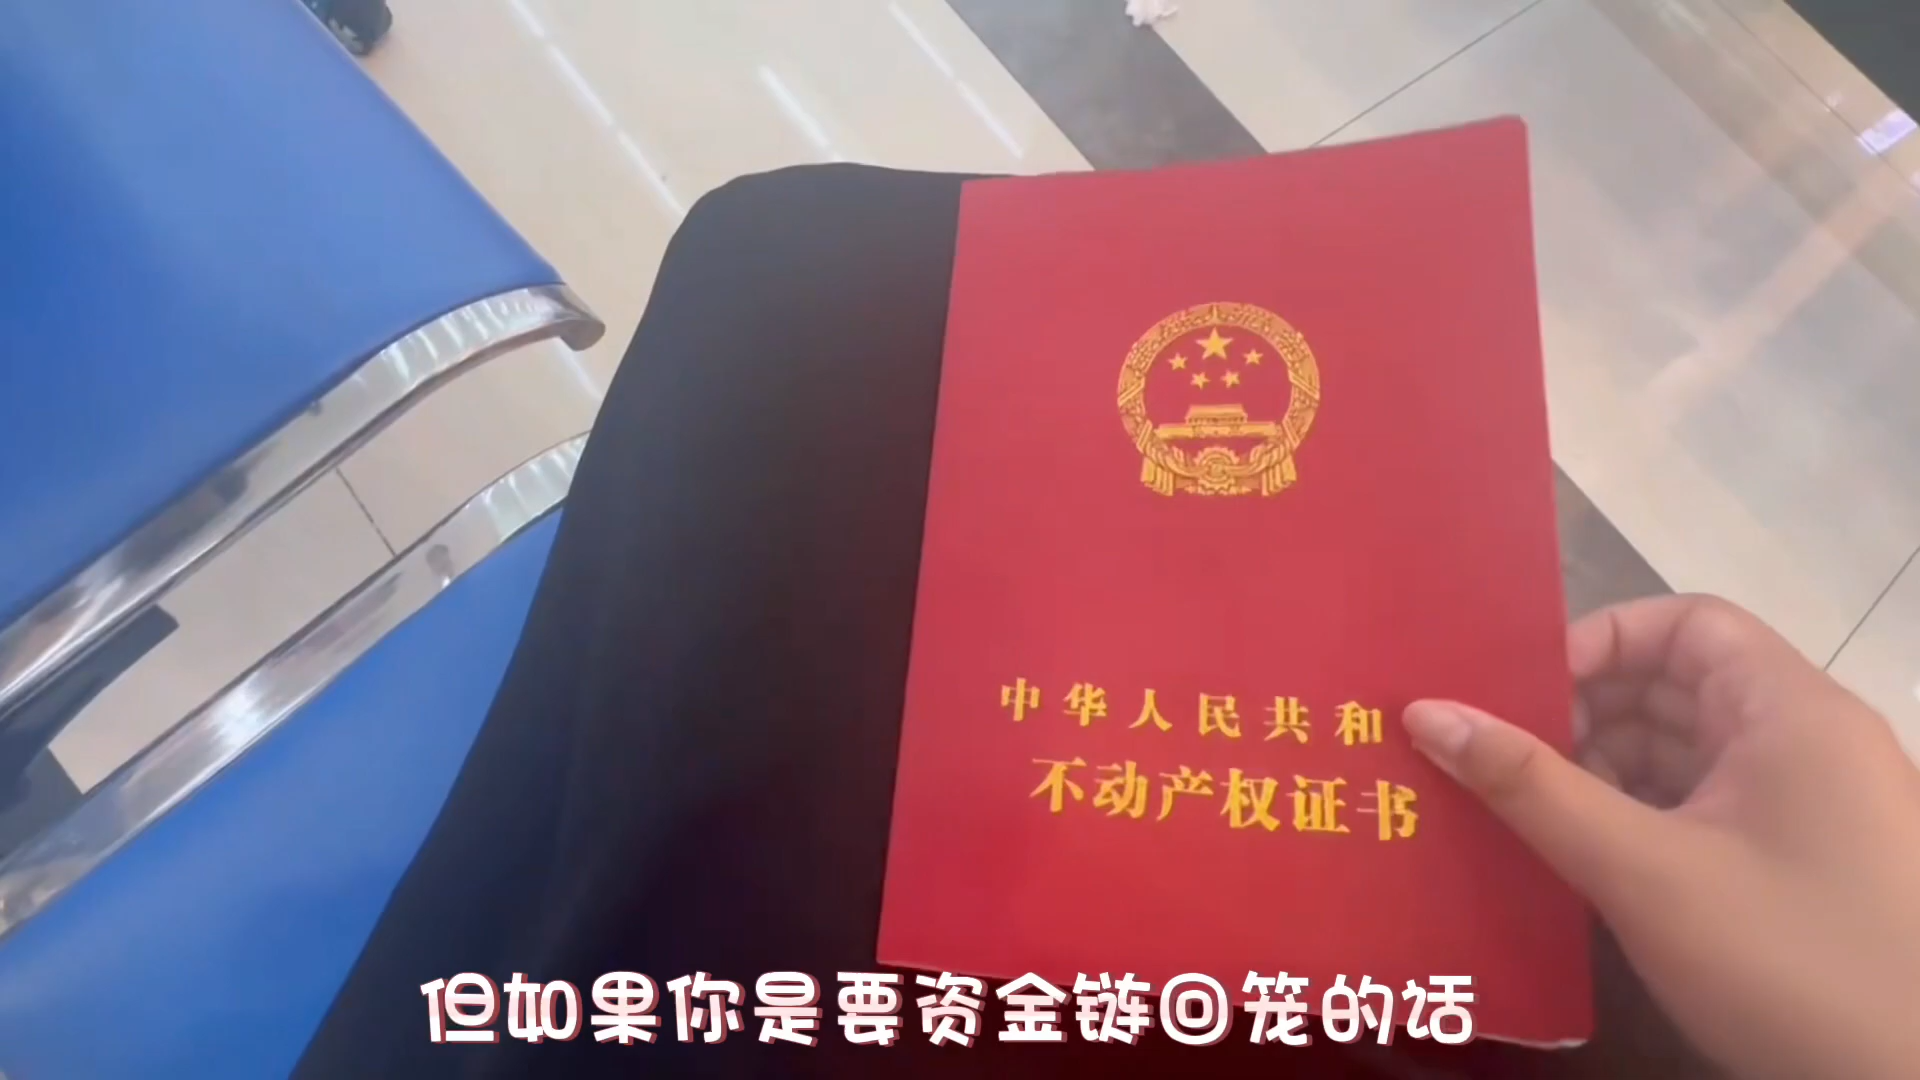 中华人民共和
不动产权证书
但如果你是要资金链回笼的话